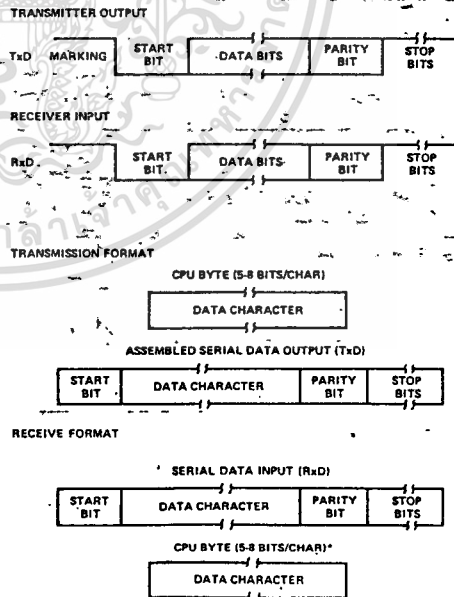 TRANSMITTER OUTPUT
TxD MARKING START BIT DATA BITS PARITY BIT STOP BITS
RECEIVER INPUT
RxD START BIT. DATA BITS PARITY BIT STOP BITS
TRANSMISSION FORMAT
CPU BYTE (5-8 BITS/CHAR)
DATA CHARACTER
ASSEMBLED SERIAL DATA OUTPUT (TxD)
START BIT DATA CHARACTER PARITY BIT STOP BITS
RECEIVE FORMAT
SERIAL DATA INPUT (RxD)
START BIT DATA CHARACTER PARITY BIT STOP BITS
CPU BYTE (5-8 BITS/CHAR)*
DATA CHARACTER